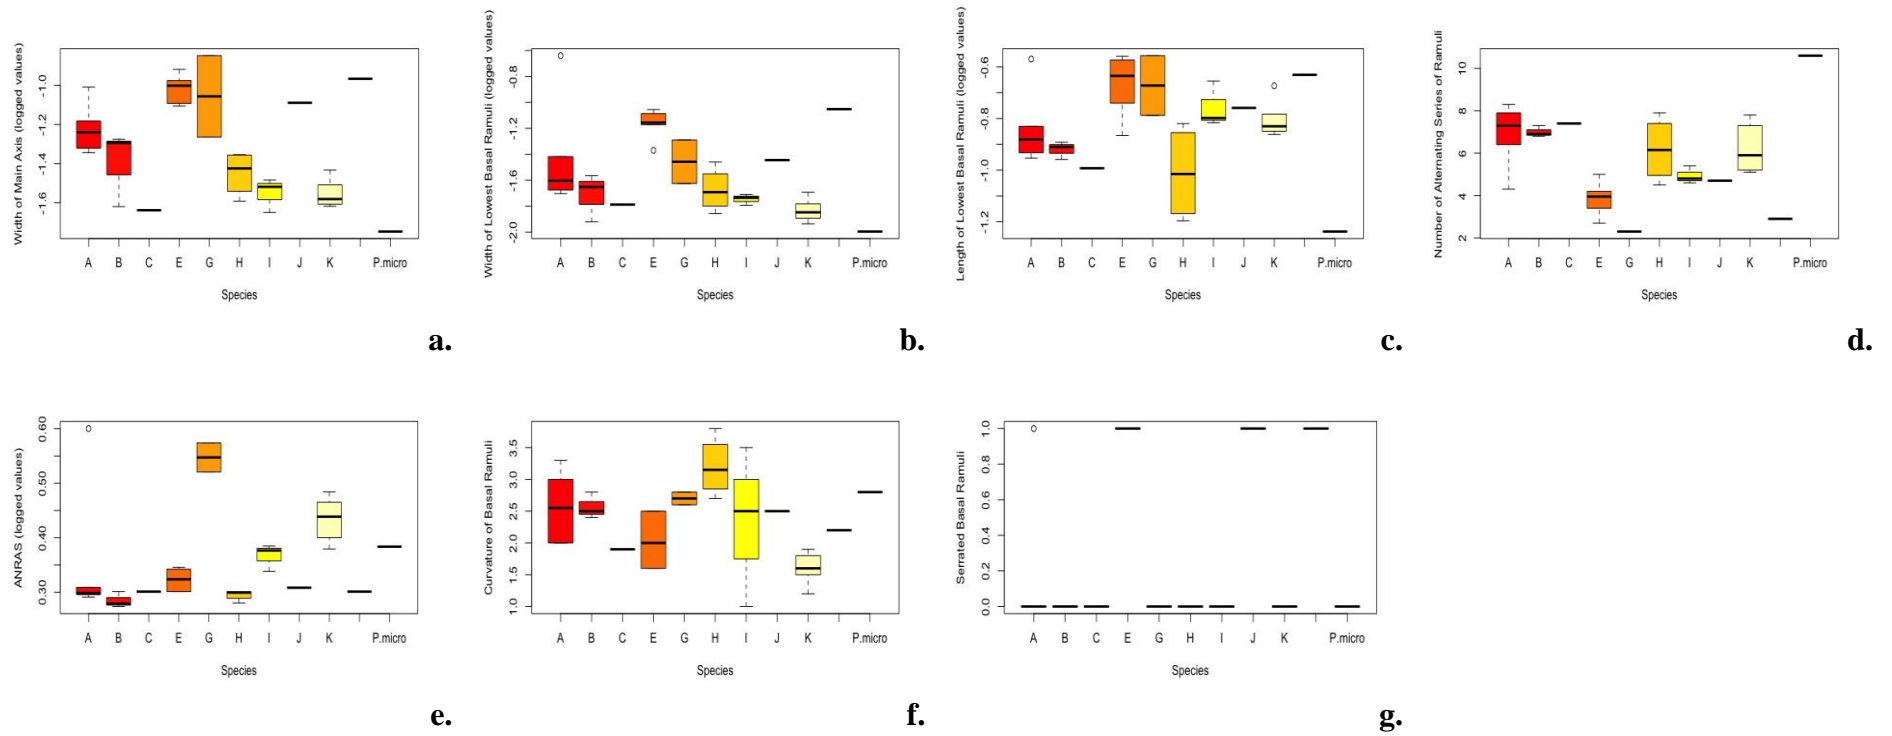 Width of Main Axis (logged values)
-1.0
-1.2
-1.4
-1.6
A B C E G H I J K P.micro
Species
a.
Width of Lowest Basal Ramuli (logged values)
-0.8
-1.2
-1.6
-2.0
A B C E G H I J K P.micro
Species
b.
Length of Lowest Basal Ramuli (logged values)
-0.6
-0.8
-1.0
-1.2
A B C E G H I J K P.micro
Species
c.
Number of Alternating Series of Ramuli
10
8
6
4
2
A B C E G H I J K P.micro
Species
d.
ANRAS (logged values)
0.60
0.50
0.40
0.30
A B C E G H I J K P.micro
Species
e.
Curvature of Basal Ramuli
3.5
3.0
2.5
2.0
1.5
1.0
A B C E G H I J K P.micro
Species
f.
Serrated Basal Ramuli
1.0
0.8
0.6
0.4
0.2
0.0
A B C E G H I J K P.micro
Species
g.